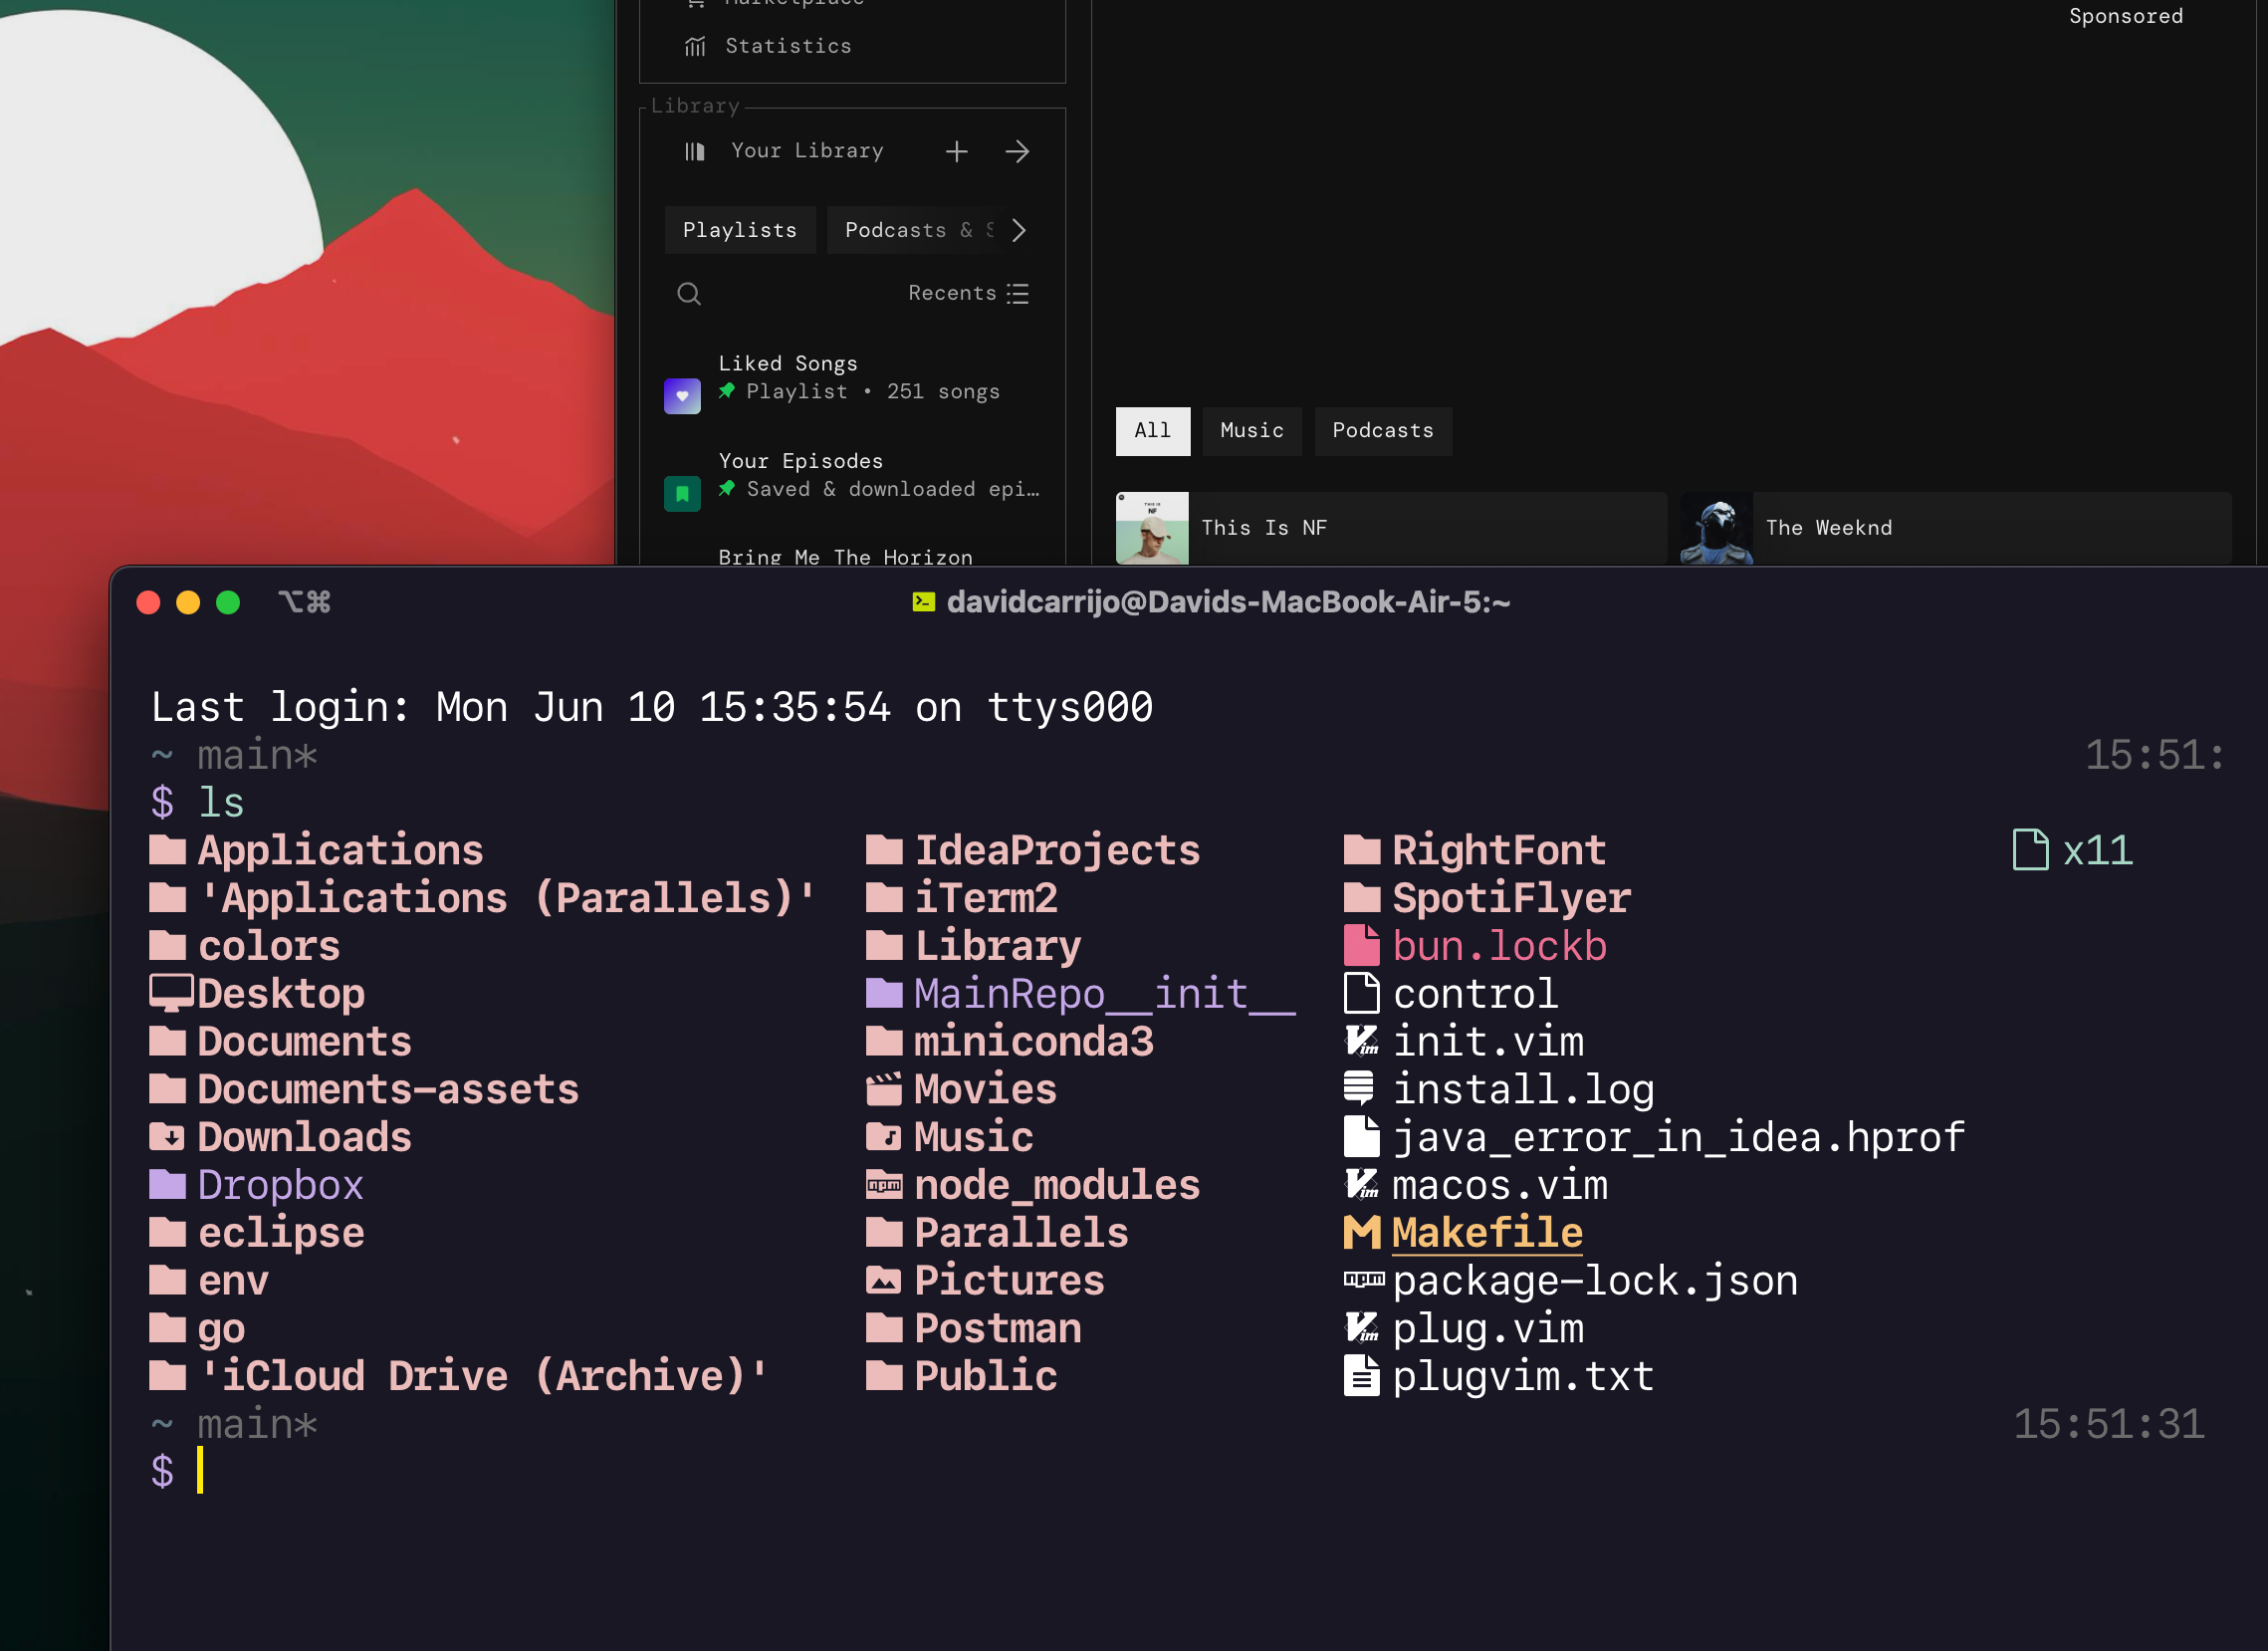 Statistics
Sponsored
Library
Your Library
Playlists
Podcasts &
Recents
Liked Songs
Playlist • 251 songs
Your Episodes
Saved & downloaded epi…
Bring Me The Horizon
All
Music
Podcasts
THIS IS
NF
This Is NF
The Weeknd
⌥⌘
davidcarrijo@Davids-MacBook-Air-5:~
Last login: Mon Jun 10 15:35:54 on ttys000
~ main* 15:51:
$ ls
Applications IdeaProjects RightFont x11
'Applications (Parallels)' iTerm2 SpotiFlyer
colors Library bun.lockb
Desktop MainRepo__init__ control
Documents miniconda3 init.vim
Documents-assets Movies install.log
Downloads Music java_error_in_idea.hprof
Dropbox node_modules macos.vim
eclipse Parallels Makefile
env Pictures package-lock.json
go Postman plug.vim
'iCloud Drive (Archive)' Public plugvim.txt
~ main* 15:51:31
$